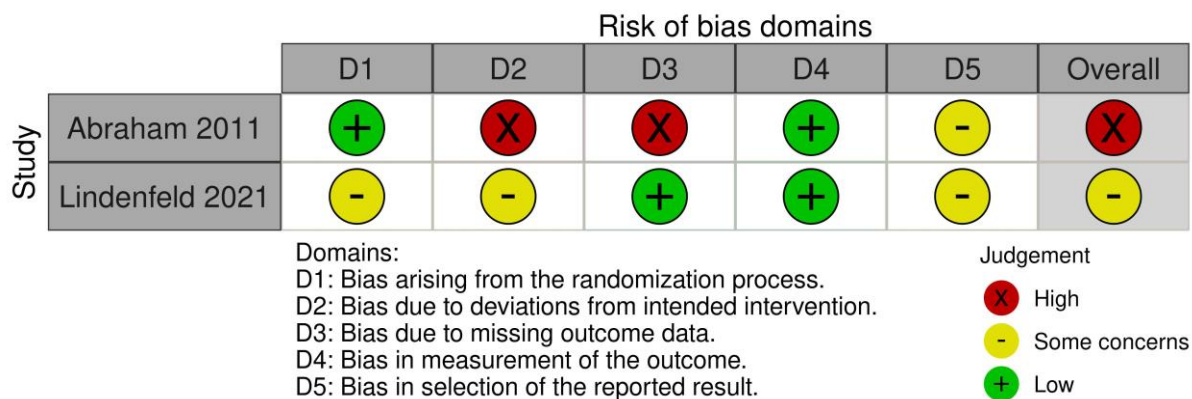 Risk of bias domains
D1 D2 D3 D4 D5 Overall
Study
Abraham 2011 + X X + - X
Lindenfeld 2021 - - + + - -
Domains:
D1: Bias arising from the randomization process.
D2: Bias due to deviations from intended intervention.
D3: Bias due to missing outcome data.
D4: Bias in measurement of the outcome.
D5: Bias in selection of the reported result.
Judgement
X High
- Some concerns
+ Low